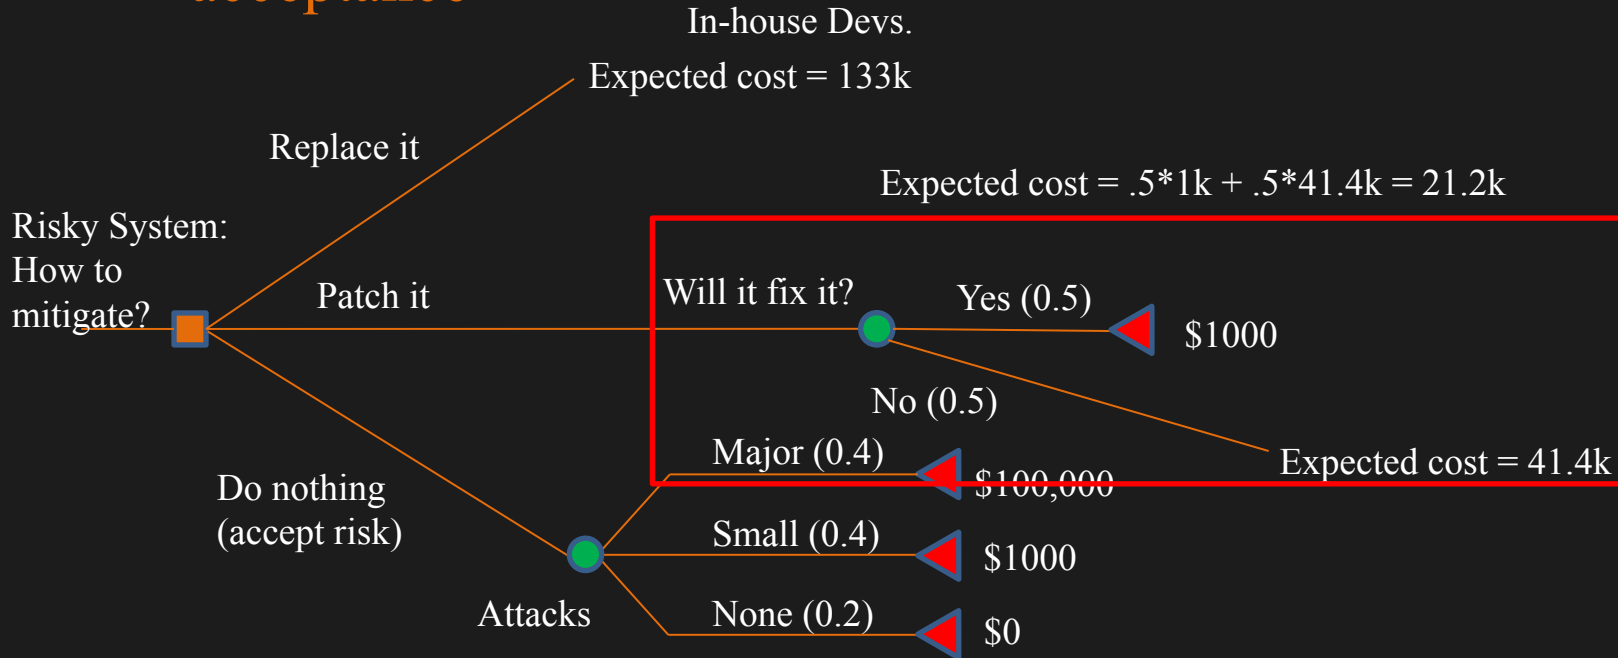 In-house Devs.
Expected cost = 133k
Replace it
Expected cost = .5*1k + .5*41.4k = 21.2k
Risky System:
How to
mitigate?
Patch it
Will it fix it?
Yes (0.5)
$1000
No (0.5)
Expected cost = 41.4k
Do nothing
(accept risk)
Major (0.4)
$100,000
Small (0.4)
$1000
Attacks
None (0.2)
$0